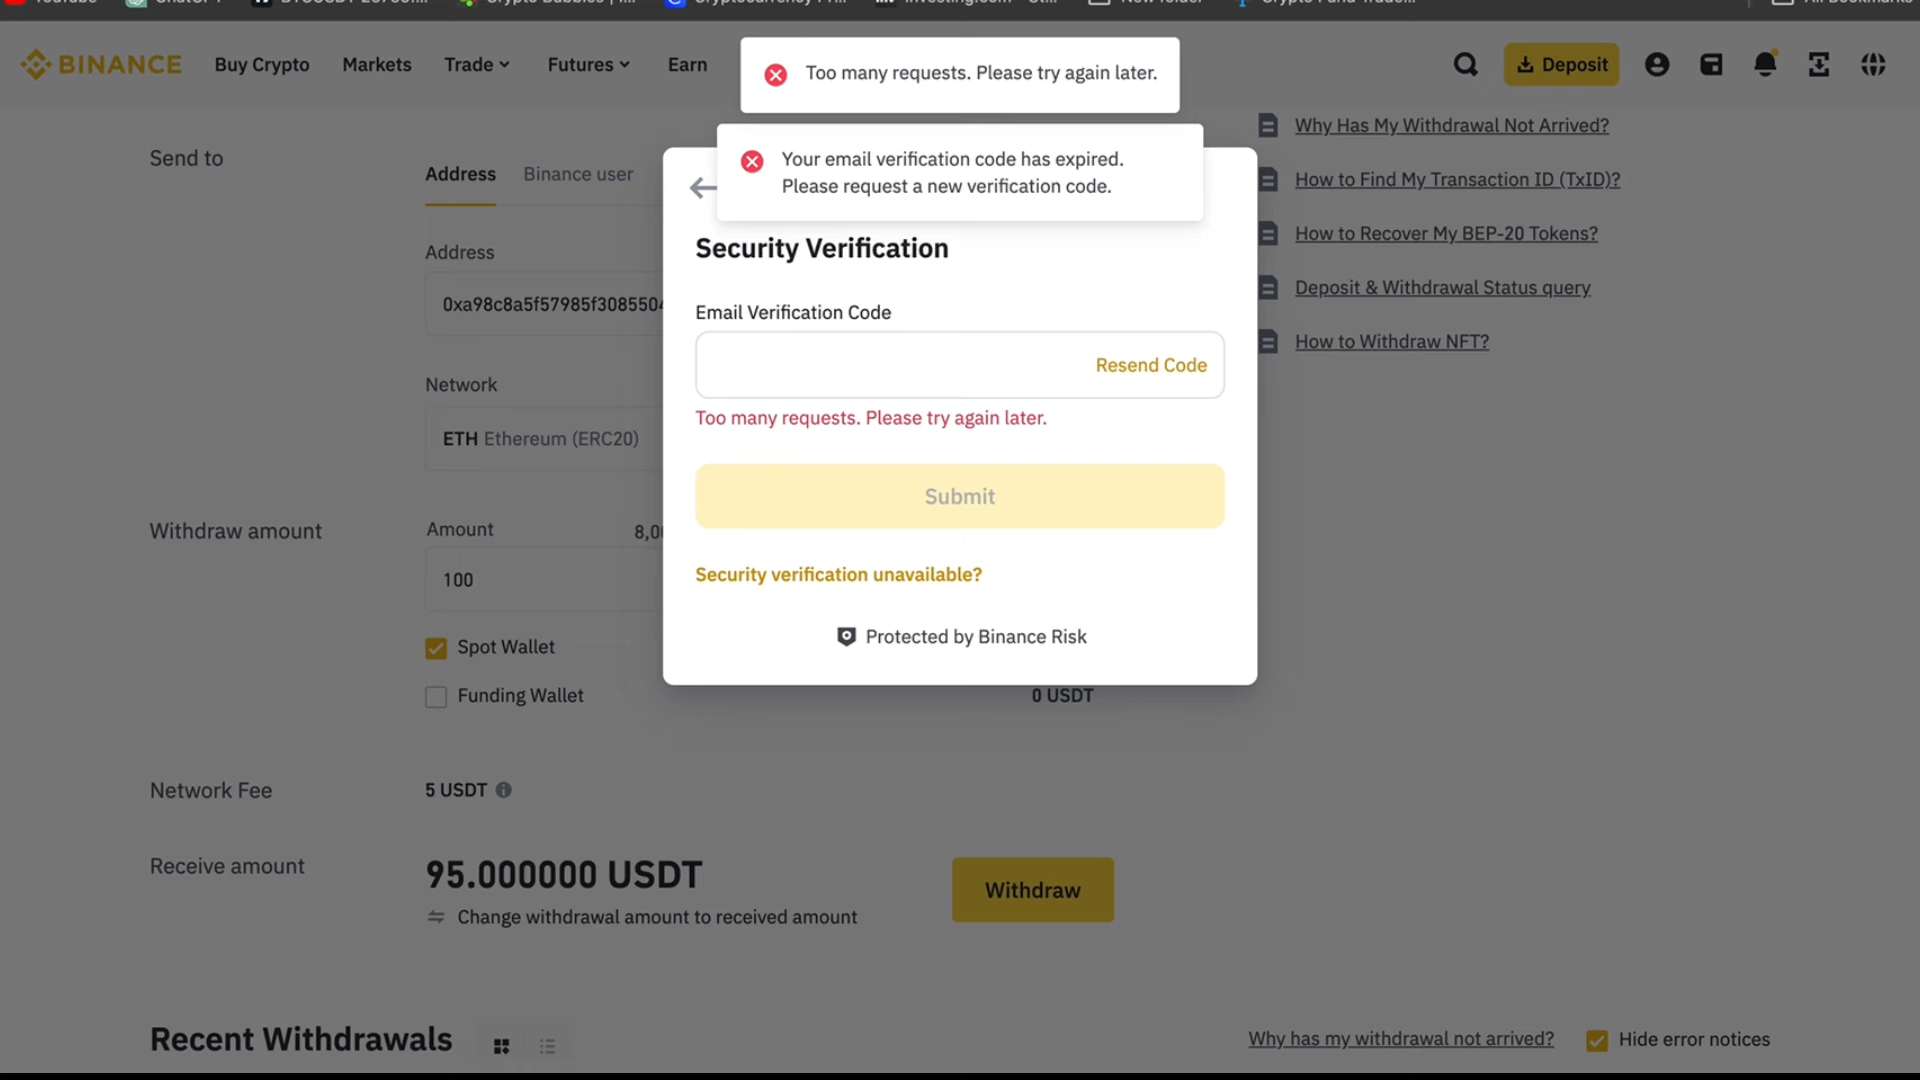 BINANCE
Buy Crypto
Markets
Trade
Futures
Earn
Too many requests. Please try again later.
Deposit
Your email verification code has expired.
Please request a new verification code.
Why Has My Withdrawal Not Arrived?
How to Find My Transaction ID (TxID)?
How to Recover My BEP-20 Tokens?
Deposit & Withdrawal Status query
How to Withdraw NFT?
Send to
Address
Binance user
Address
0xa98c8a5f57985f3085504
Network
ETH Ethereum (ERC20)
Security Verification
Email Verification Code
Resend Code
Too many requests. Please try again later.
Submit
Security verification unavailable?
Protected by Binance Risk
Withdraw amount
Amount
100
Spot Wallet
Funding Wallet
0 USDT
Network Fee
5 USDT
Receive amount
95.000000 USDT
Change withdrawal amount to received amount
Withdraw
Recent Withdrawals
Why has my withdrawal not arrived?
Hide error notices